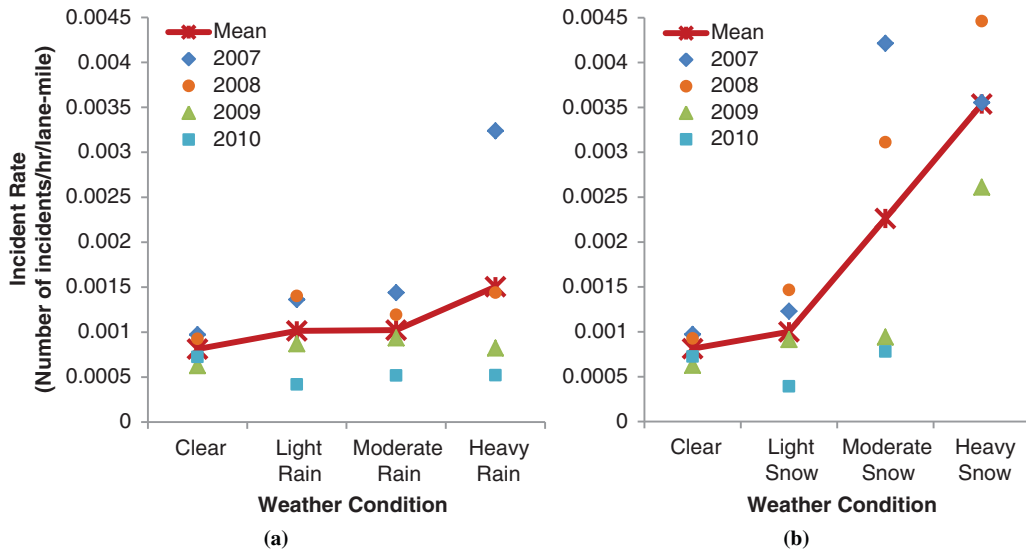 Incident Rate
(Number of incidents/hr/lane-mile)
0.0045
0.004
0.0035
0.003
0.0025
0.002
0.0015
0.001
0.0005
0
Mean
2007
2008
2009
2010
Clear
Light
Rain
Moderate
Rain
Heavy
Rain
Weather Condition
(a)
0.0045
0.004
0.0035
0.003
0.0025
0.002
0.0015
0.001
0.0005
0
Mean
2007
2008
2009
2010
Clear
Light
Snow
Moderate
Snow
Heavy
Snow
Weather Condition
(b)